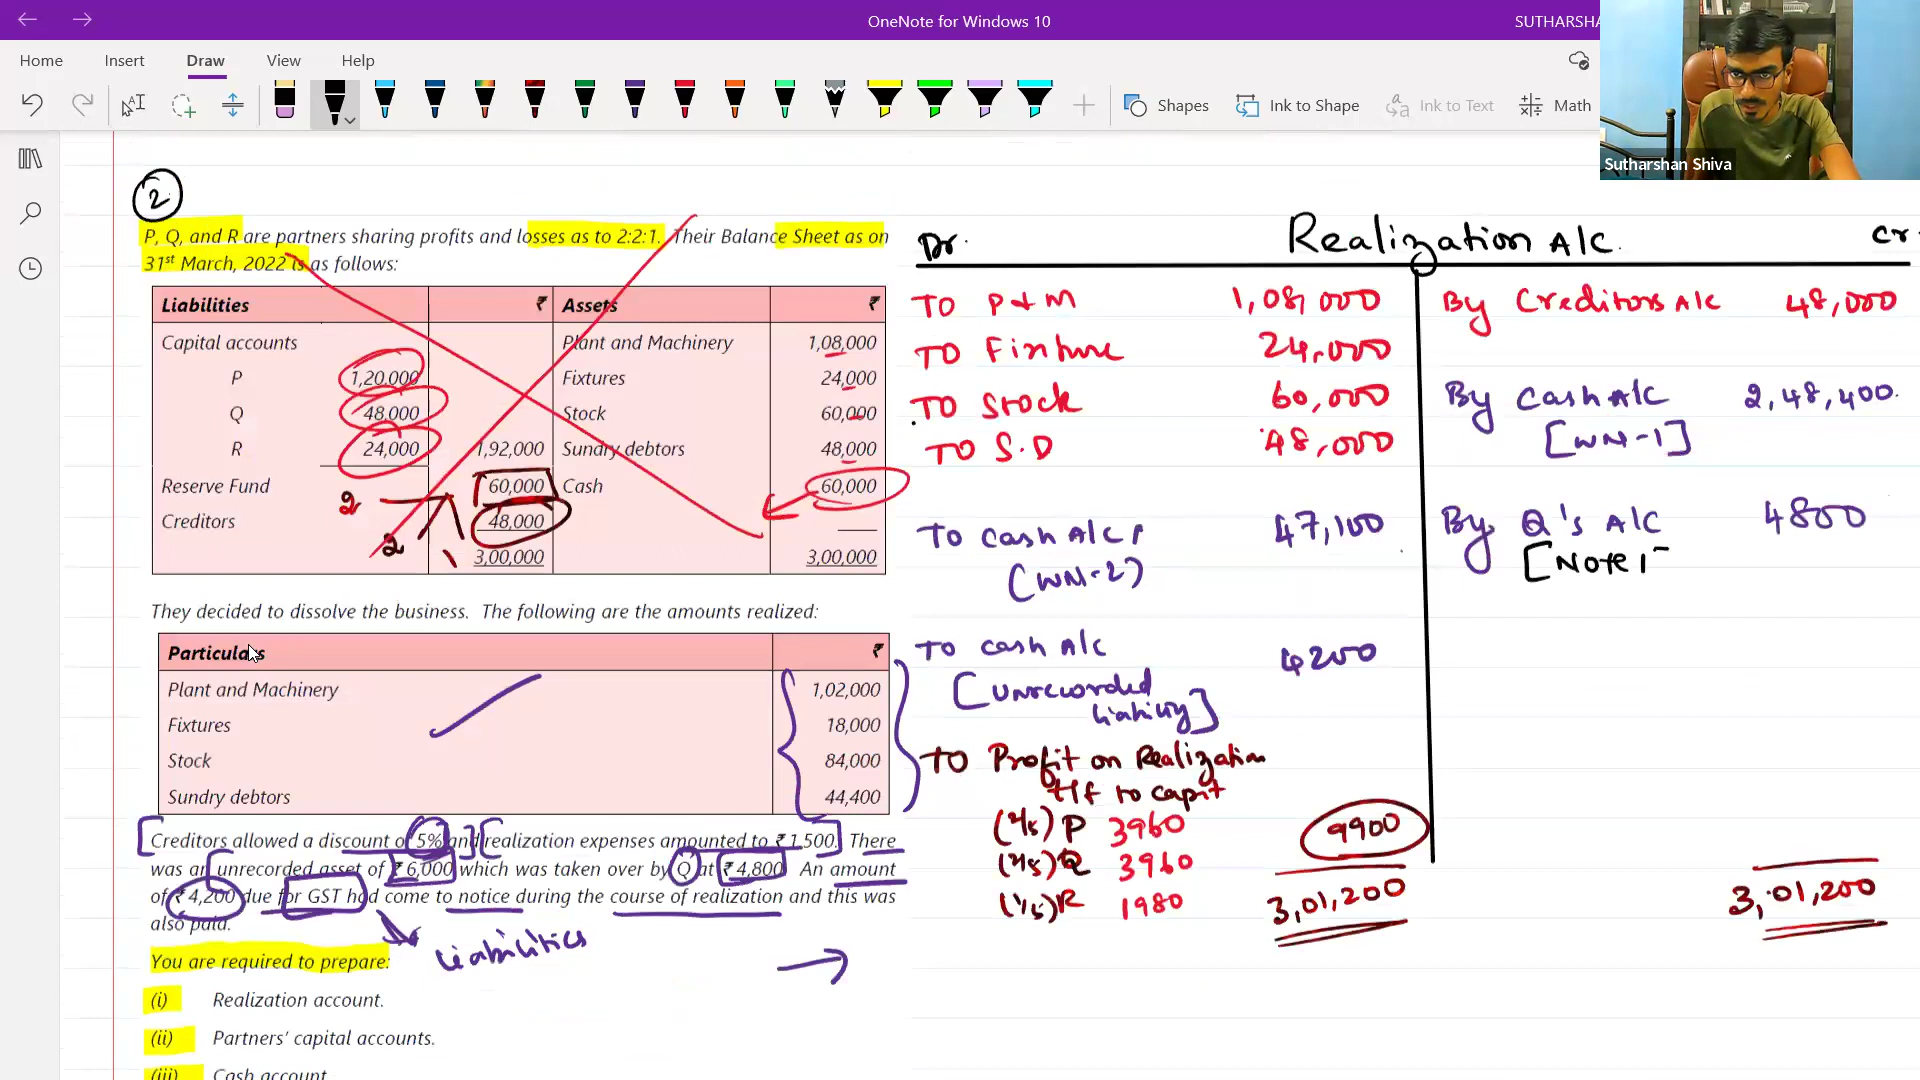 OneNote for Windows 10
SUTHARSHA
Home Insert Draw View Help
Shapes Ink to Shape Ink to Text Math
Sutharshan Shiva
2
P, Q, and R are partners sharing profits and losses as to 2:2:1. Their Balance Sheet as on
31st March, 2022 is as follows:
Liabilities ₹ Assets ₹
Capital accounts Plant and Machinery 1,08,000
P 1,20,000 Fixtures 24,000
Q 48,000 Stock 60,000
R 24,000 1,92,000 Sundry debtors 48,000
Reserve Fund 60,000 Cash 60,000
2
Creditors 48,000
2 1
3,00,000 3,00,000
They decided to dissolve the business. The following are the amounts realized:
Particulars ₹
Plant and Machinery 1,02,000
Fixtures 18,000
Stock 84,000
Sundry debtors 44,400
Creditors allowed a discount of 5% and realization expenses amounted to ₹ 1,500. There
was an unrecorded asset of ₹ 6,000 which was taken over by Q at ₹ 4,800. An amount
of ₹ 4,200 due for GST had come to notice during the course of realization and this was
also paid.
Liabilities
You are required to prepare:
(i) Realization account.
(ii) Partners' capital accounts.
(iii) Cash account
Dr. Realization A/C. Cr.
TO P+M 1,08,000 By Creditors A/c 48,000
TO Fixture 24,000
TO Stock 60,000 By Cash A/c 2,48,400.
TO S.D 48,000 [WN-1]
TO Cash A/C, 47,100 By Q's A/C 4800
(WN-2) [Note 1
TO Cash A/c 4200
[Unrecorded
liability]
TO Profit on Realization
t/f to capit
(2/5) P 3960 9900
(2/5) Q 3960
(1/5) R 1980 3,01,200 3,01,200